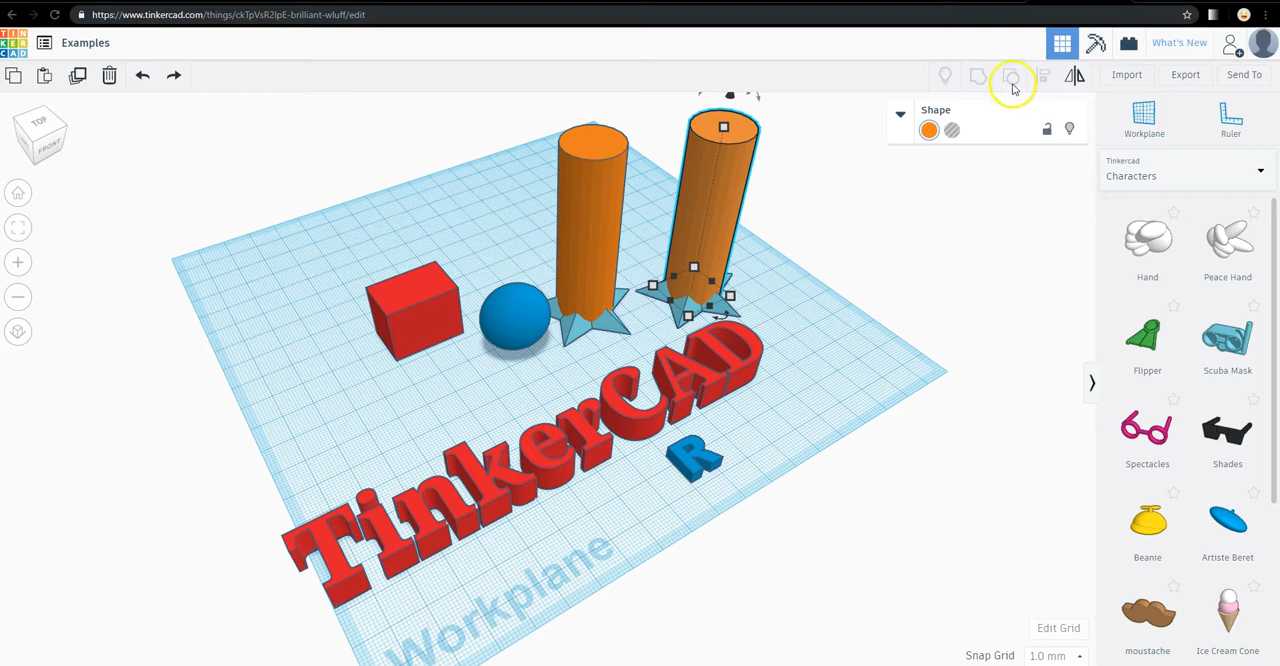 https://www.tinkercad.com/things/ckTpVsR2lpE-brilliant-wluff/edit
TIN
KER
CAD
Examples
What's New
Import
Export
Send To
TOP
FRONT
Shape
Workplane
Ruler
Tinkercad
Characters
Hand
Peace Hand
Flipper
Scuba Mask
Spectacles
Shades
Beanie
Artiste Beret
moustache
Ice Cream Cone
TinkerCAD
R
Workplane
Edit Grid
Snap Grid 1.0 mm